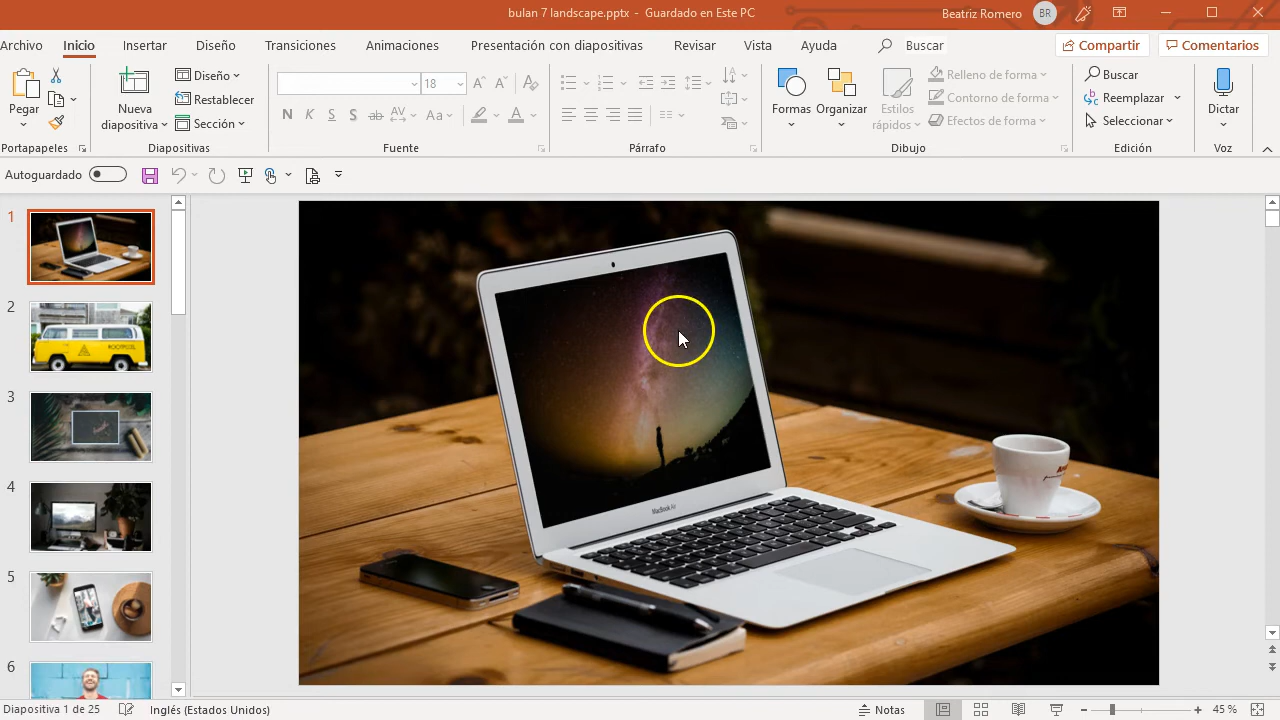 bulan 7 landscape.pptx - Guardado en Este PC
Beatriz Romero BR
Archivo Inicio Insertar Diseño Transiciones Animaciones Presentación con diapositivas Revisar Vista Ayuda Buscar Compartir Comentarios
Pegar
Portapapeles
Nueva diapositiva
Diseño
Restablecer
Sección
Diapositivas
18
N K S S ab AV Aa A
Fuente
Párrafo
Formas
Organizar
Estilos rápidos
Relleno de forma
Contorno de forma
Efectos de forma
Dibujo
Buscar
Reemplazar
Seleccionar
Edición
Dictar
Voz
Autoguardado
1
2
3
4
5
6
MacBook Air
Diapositiva 1 de 25
Inglés (Estados Unidos)
Notas
45 %